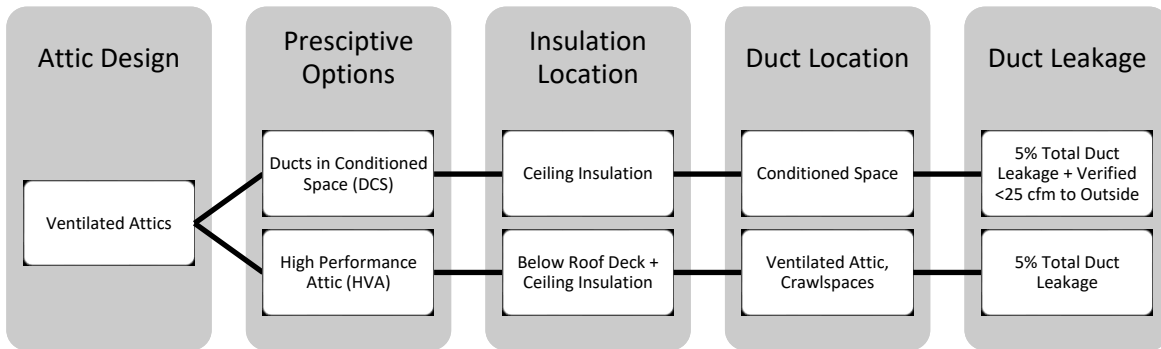 Attic Design
Presciptive
Options
Insulation
Location
Duct Location
Duct Leakage
Ventilated Attics
Ducts in Conditioned
Space (DCS)
Ceiling Insulation
Conditioned Space
5% Total Duct
Leakage + Verified
<25 cfm to Outside
High Performance
Attic (HVA)
Below Roof Deck +
Ceiling Insulation
Ventilated Attic,
Crawlspaces
5% Total Duct
Leakage